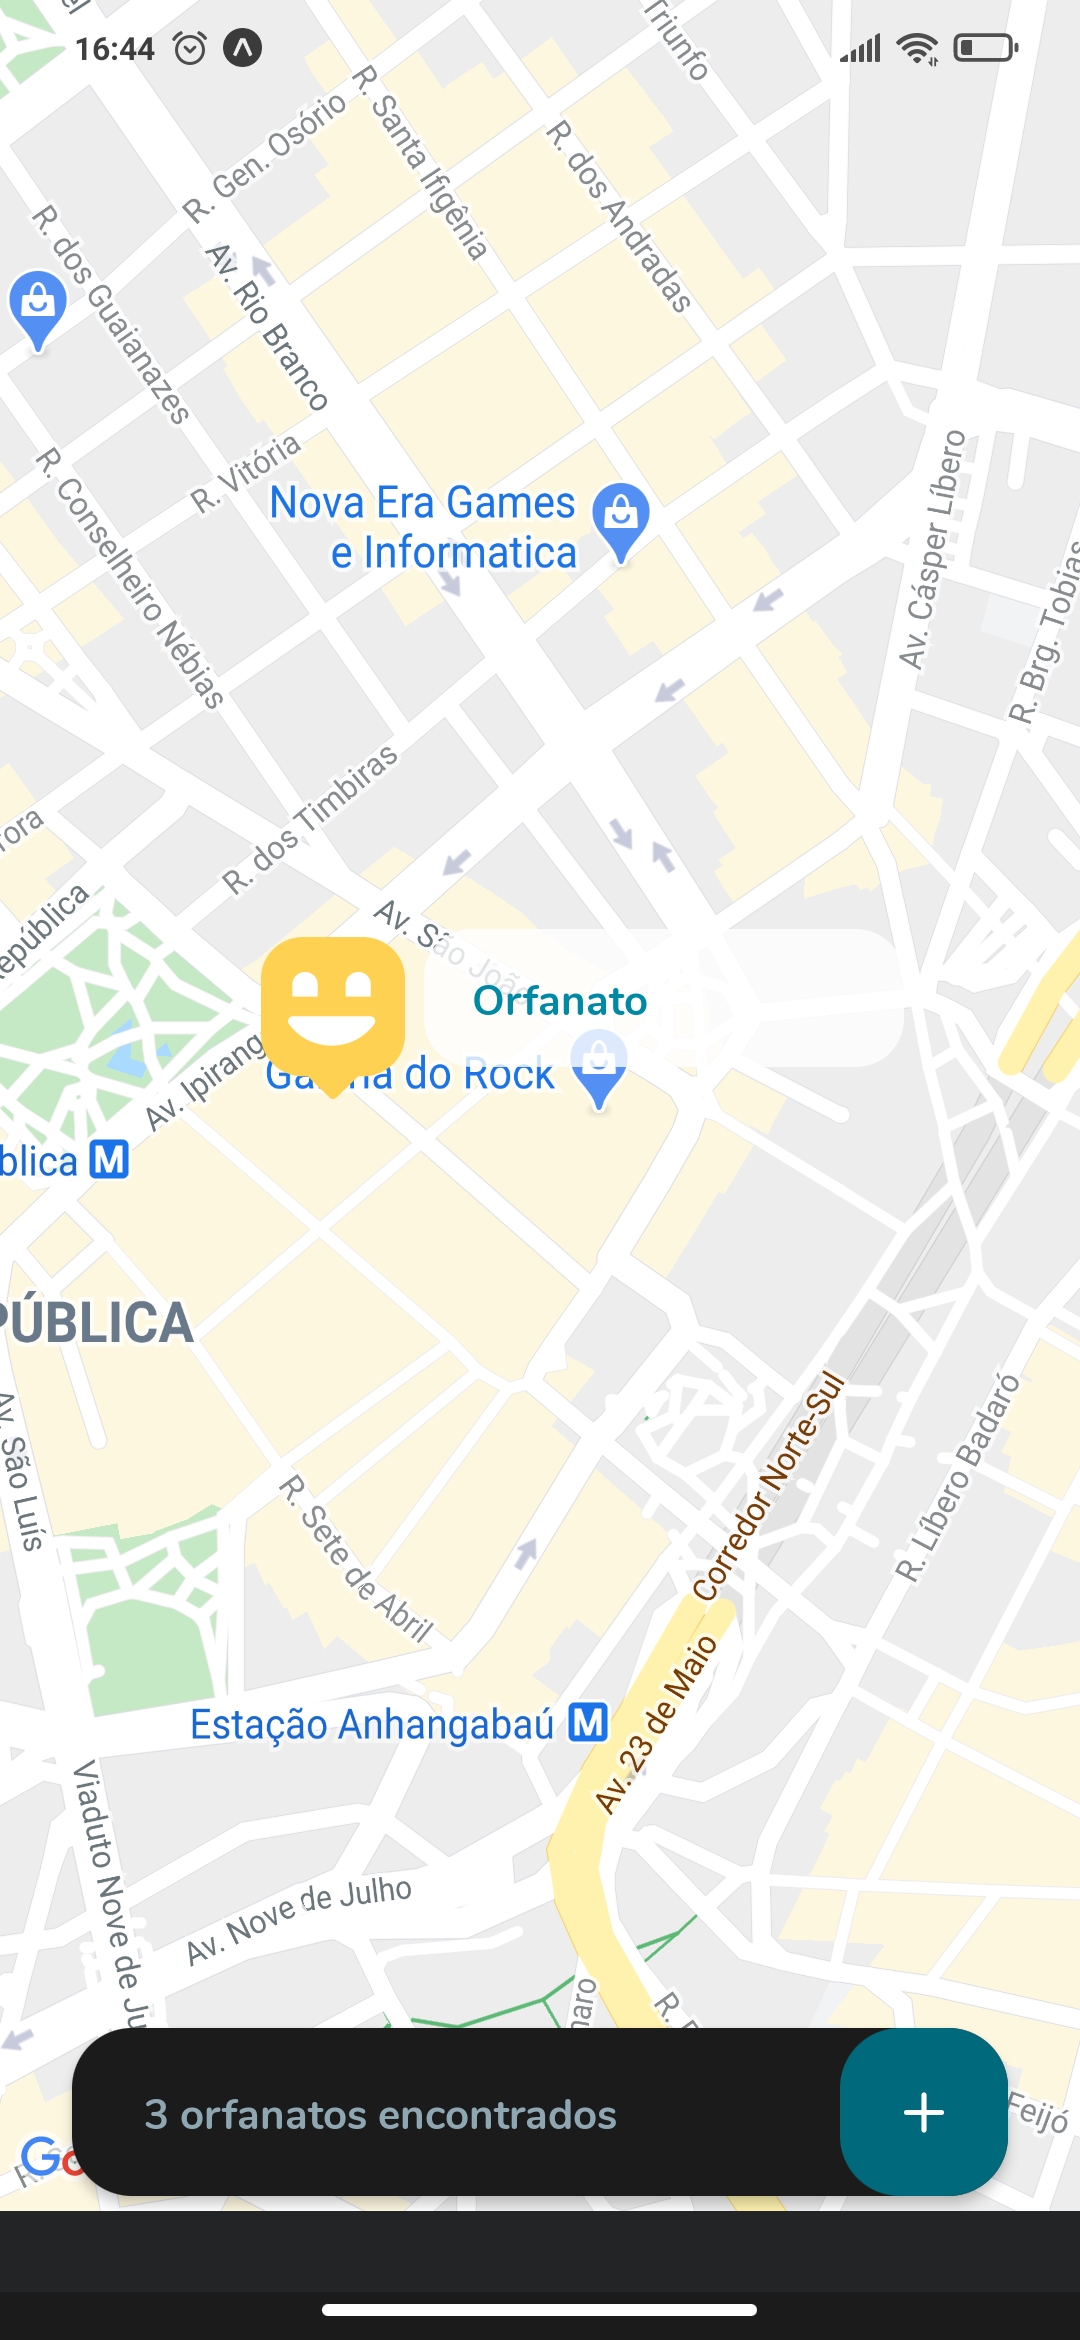 16:44
Triunfo
R. Gen. Osório
R. Santa Ifigênia
R. dos Andradas
R. dos Guaianazes
Av. Rio Branco
R. Vitória
R. Conselheiro Nébias
Nova Era Games
e Informatica
Av. Cásper Líbero
R. Brg. Tobias
R. dos Timbiras
Av. São João
Orfanato
do Rock
Av. Ipirang
blica M
PÚBLICA
Av. São Luís
R. Sete de Abril
Corredor Norte-Sul
R. Líbero Badaró
Av. 23 de Maio
Estação Anhangabaú M
Viaduto Nove de Ju
Av. Nove de Julho
naro
R.
3 orfanatos encontrados
+
Feijó
Go